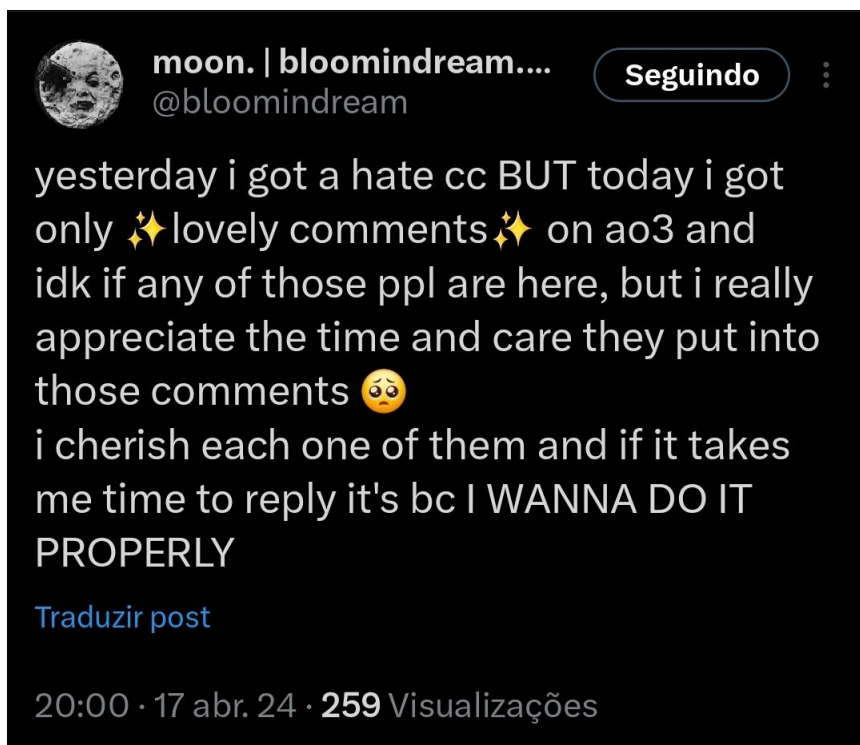 moon. | bloomindream....
Seguindo
@bloomindream
yesterday i got a hate cc BUT today i got
only ✨lovely comments✨ on ao3 and
idk if any of those ppl are here, but i really
appreciate the time and care they put into
those comments 🥺
i cherish each one of them and if it takes
me time to reply it's bc I WANNA DO IT
PROPERLY
Traduzir post
20:00 · 17 abr. 24 · 259 Visualizações